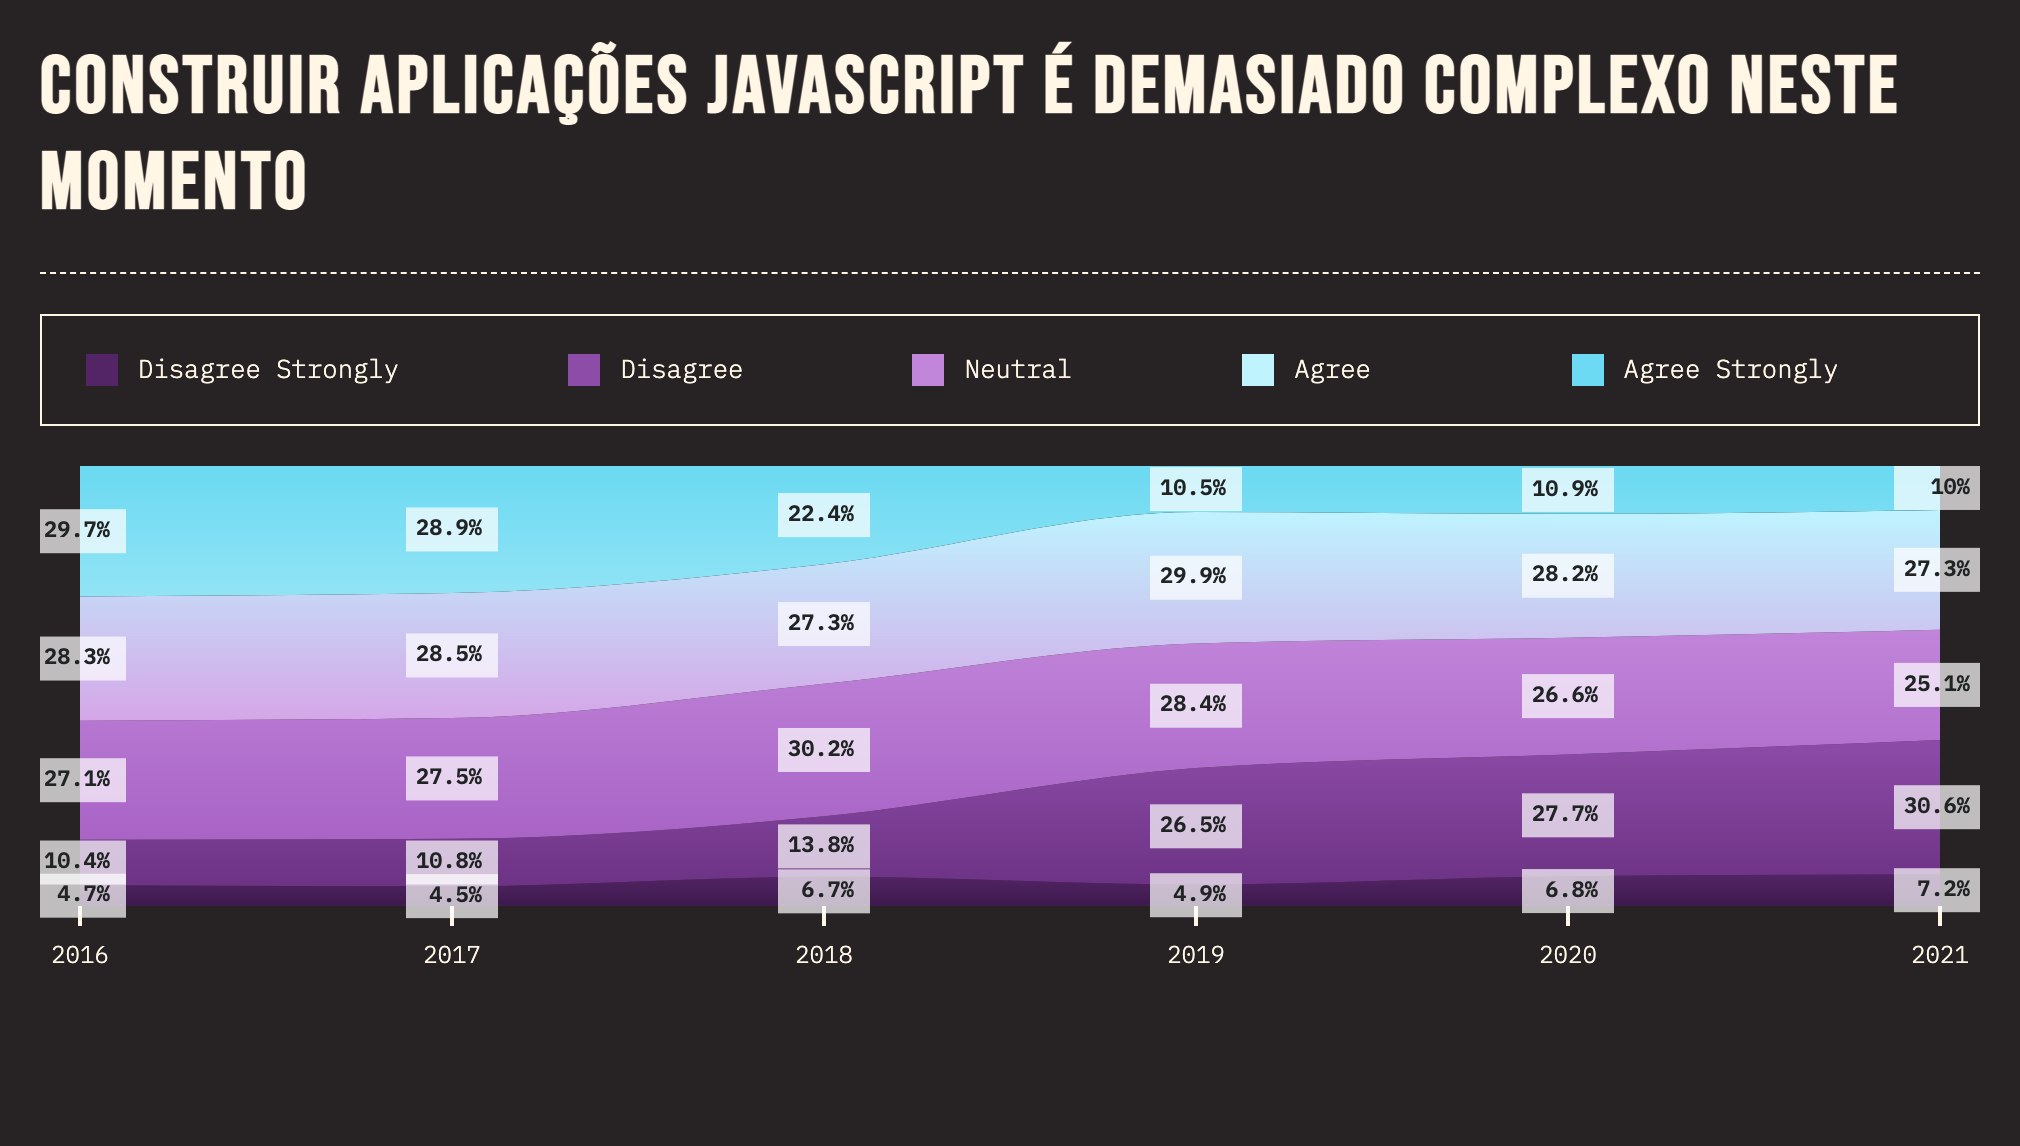 CONSTRUIR APLICAÇÕES JAVASCRIPT É DEMASIADO COMPLEXO NESTE
MOMENTO
Disagree Strongly Disagree Neutral Agree Agree Strongly
29.7% 28.9% 22.4% 10.5% 10.9% 10%
28.3% 28.5% 27.3% 29.9% 28.2% 27.3%
27.1% 27.5% 30.2% 28.4% 26.6% 25.1%
10.4% 10.8% 13.8% 26.5% 27.7% 30.6%
4.7% 4.5% 6.7% 4.9% 6.8% 7.2%
2016 2017 2018 2019 2020 2021